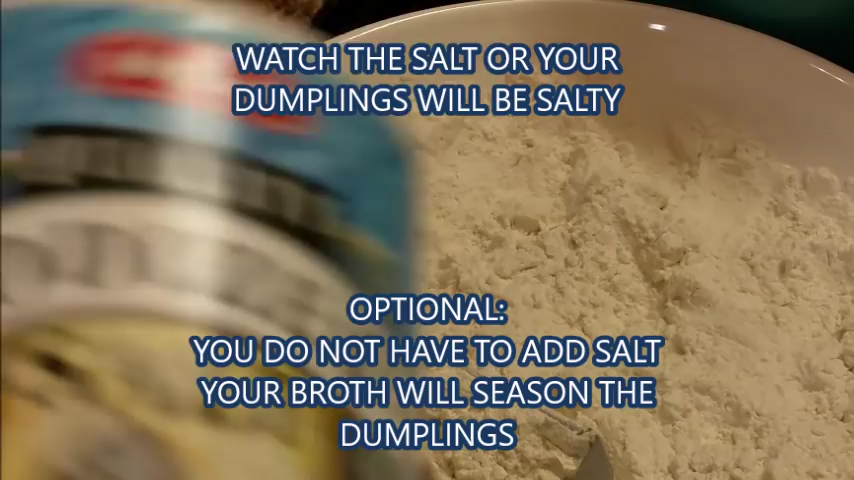 WATCH THE SALT OR YOUR
DUMPLINGS WILL BE SALTY
OPTIONAL:
YOU DO NOT HAVE TO ADD SALT
YOUR BROTH WILL SEASON THE
DUMPLINGS